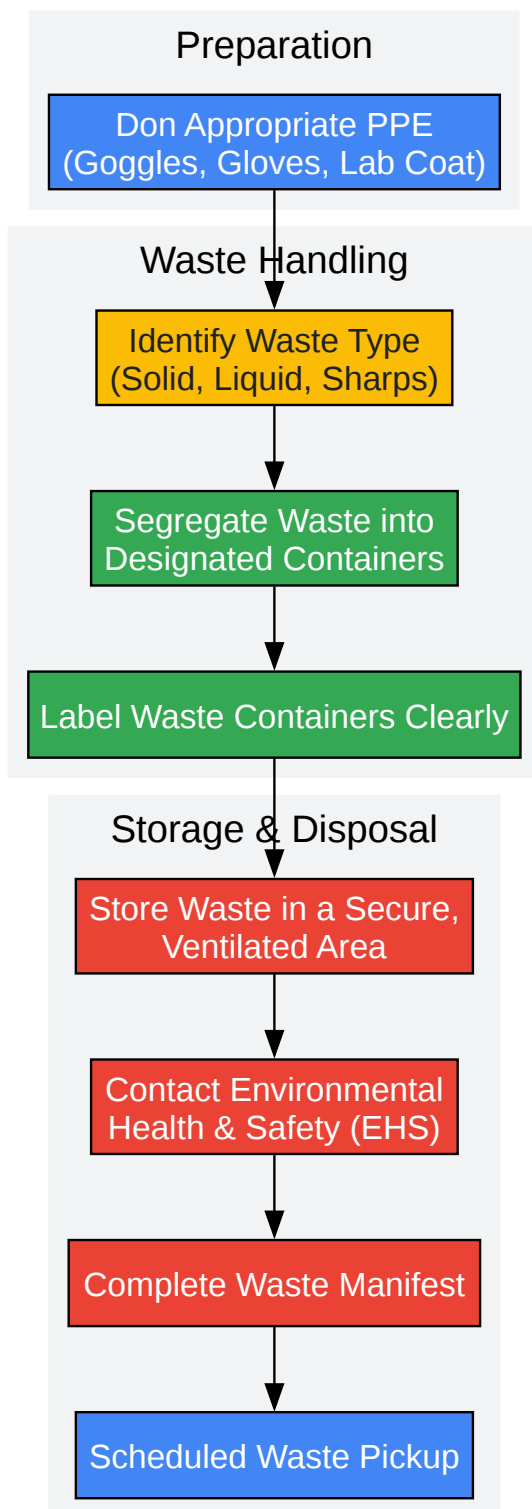 Preparation
Don Appropriate PPE
(Goggles, Gloves, Lab Coat)
Waste Handling
Identify Waste Type
(Solid, Liquid, Sharps)
Segregate Waste into
Designated Containers
Label Waste Containers Clearly
Storage & Disposal
Store Waste in a Secure,
Ventilated Area
Contact Environmental
Health & Safety (EHS)
Complete Waste Manifest
Scheduled Waste Pickup